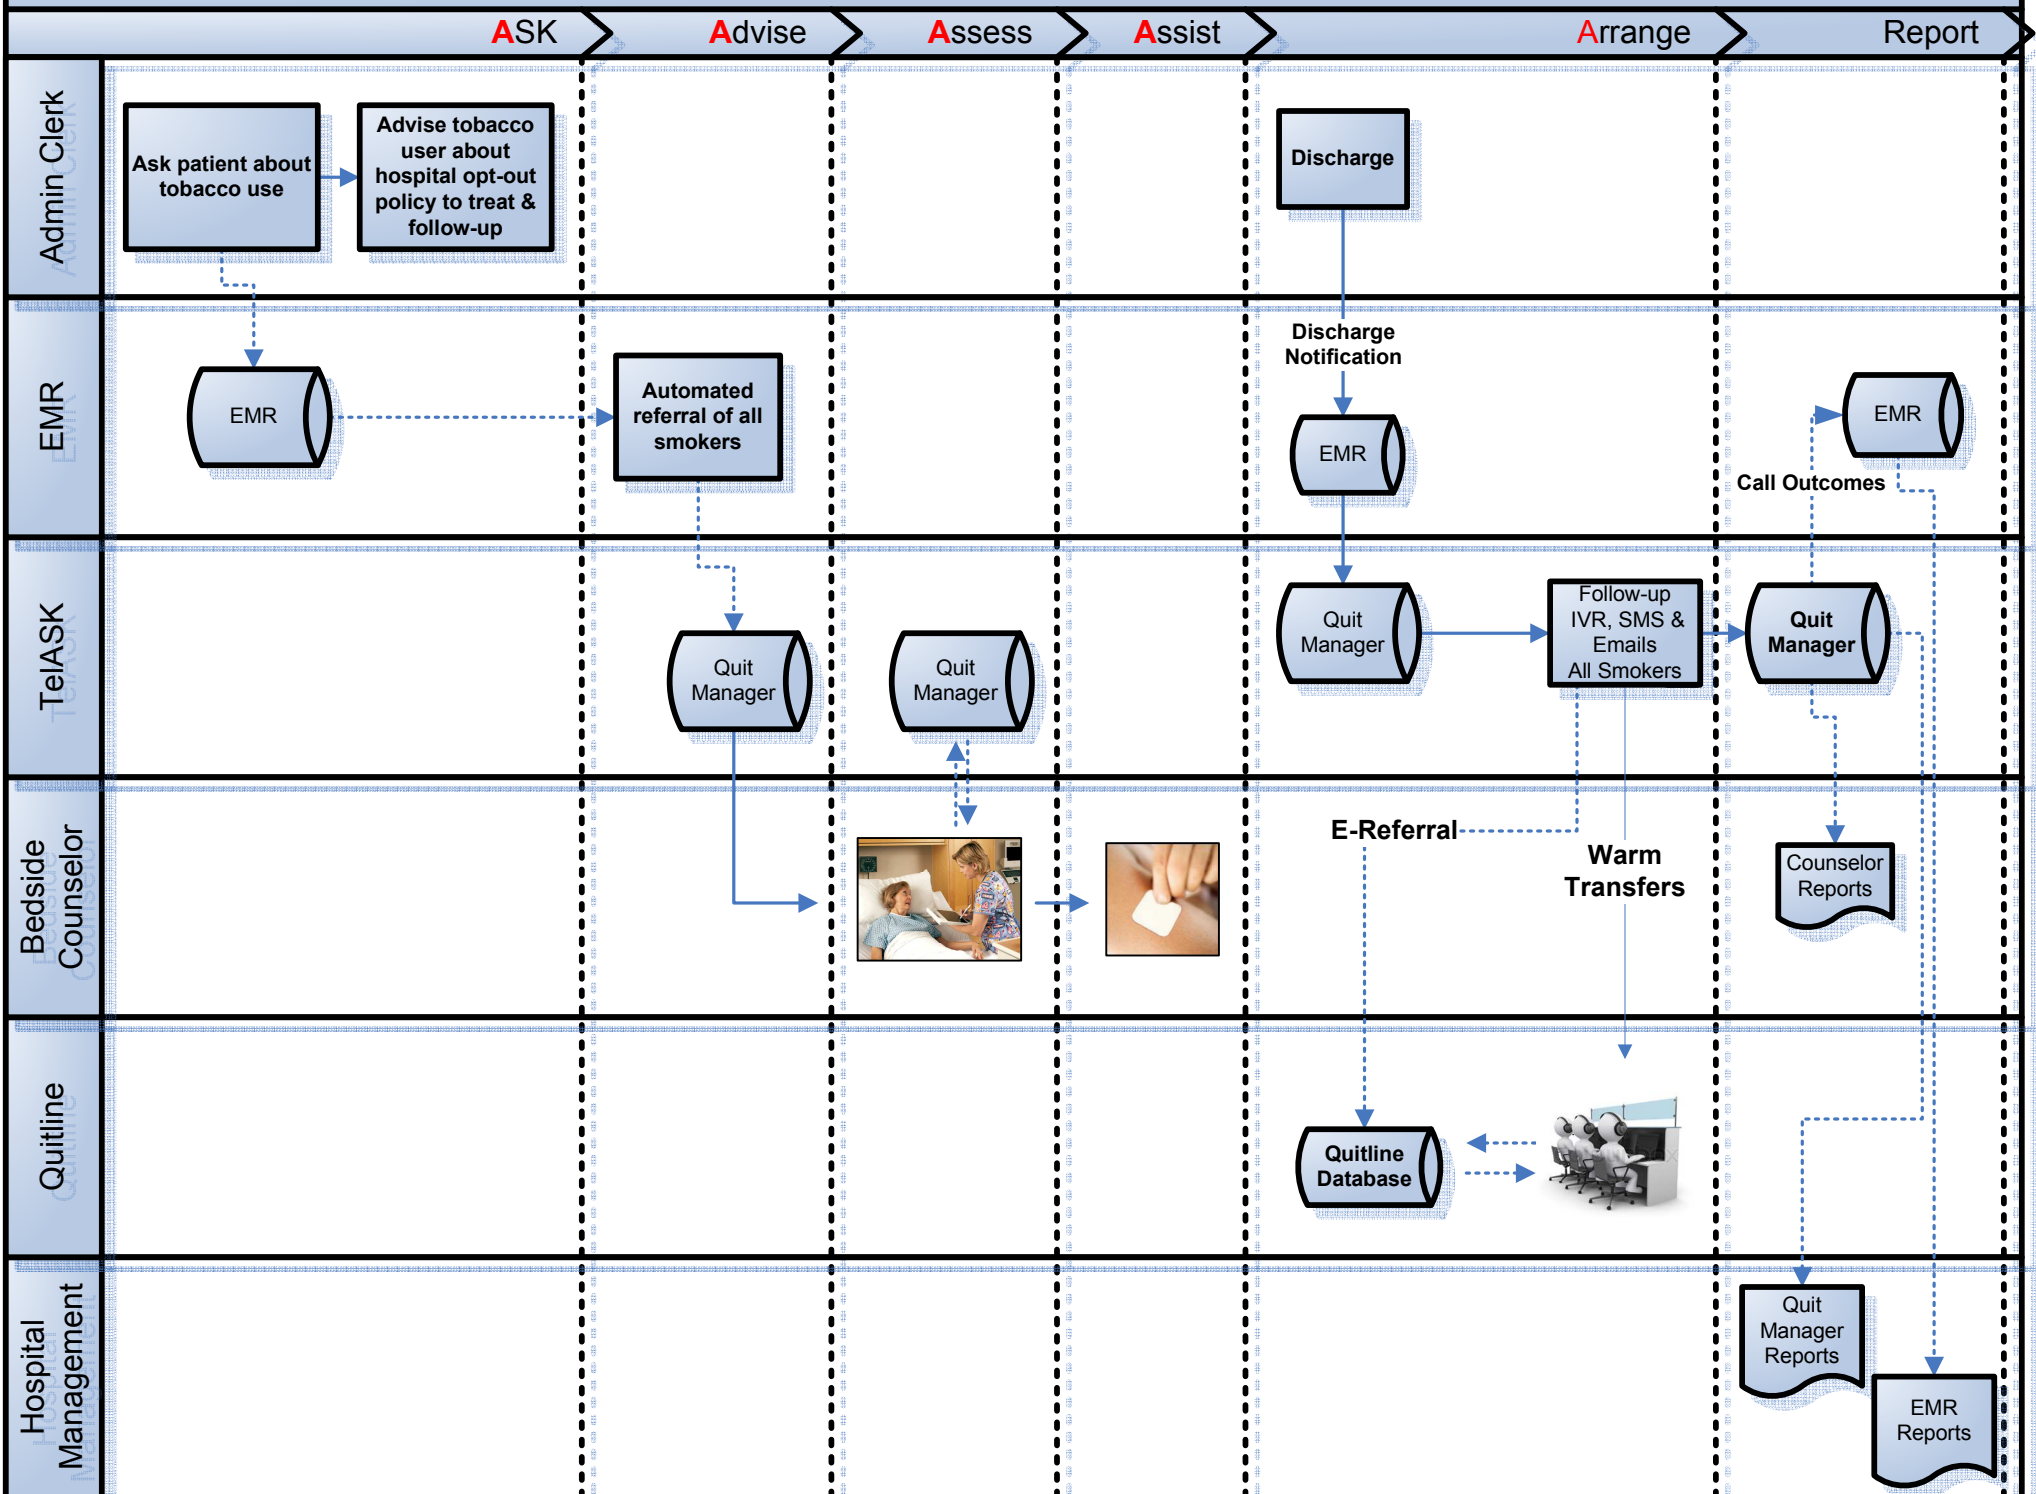 ASK
Advise
Assess
Assist
Arrange
Report
Admin Clerk
Ask patient about
tobacco use
Advise tobacco
user about
hospital opt-out
policy to treat &
follow-up
Discharge
EMR
EMR
Automated
referral of all
smokers
Discharge
Notification
EMR
EMR
Call Outcomes
TelASK
Quit
Manager
Quit
Manager
Quit
Manager
Follow-up
IVR, SMS &
Emails
All Smokers
Quit
Manager
Bedside
Counselor
E-Referral
Warm
Transfers
Counselor
Reports
Quitline
Quitline
Database
Hospital
Management
Quit
Manager
Reports
EMR
Reports